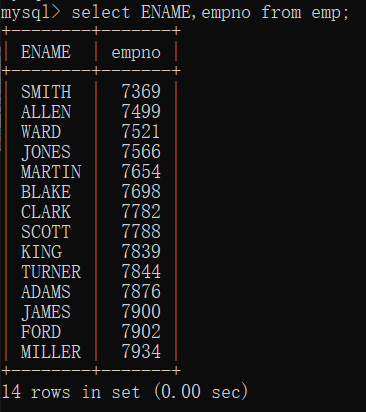 mysql> select ENAME,empno from emp;
+--------+-------+
| ENAME  | empno |
+--------+-------+
| SMITH  |  7369 |
| ALLEN  |  7499 |
| WARD   |  7521 |
| JONES  |  7566 |
| MARTIN |  7654 |
| BLAKE  |  7698 |
| CLARK  |  7782 |
| SCOTT  |  7788 |
| KING   |  7839 |
| TURNER |  7844 |
| ADAMS  |  7876 |
| JAMES  |  7900 |
| FORD   |  7902 |
| MILLER |  7934 |
+--------+-------+
14 rows in set (0.00 sec)